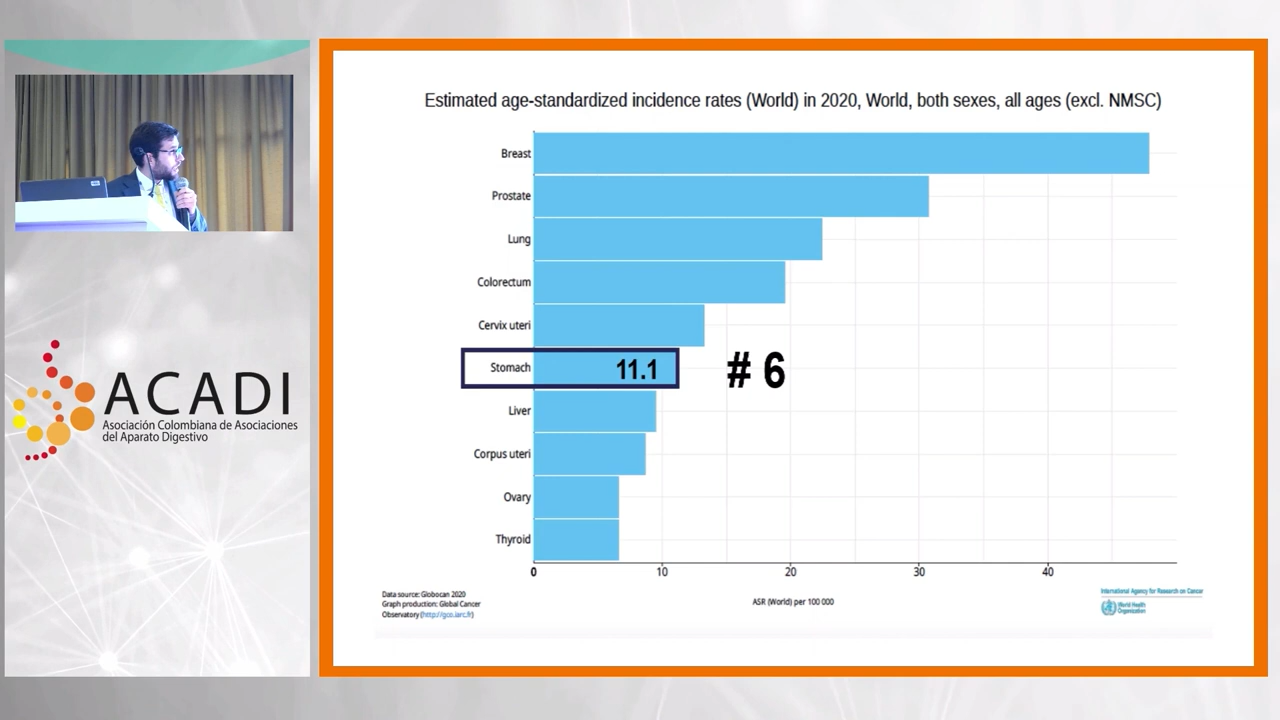 Estimated age-standardized incidence rates (World) in 2020, World, both sexes, all ages (excl. NMSC)
Breast
Prostate
Lung
Colorectum
Cervix uteri
Stomach 11.1 # 6
Liver
Corpus uteri
Ovary
Thyroid
0 10 20 30 40
ASR (World) per 100 000
Data source: Globocan 2020
Graph production: Global Cancer
Observatory (http://gco.iarc.fr)
International Agency for Research on Cancer
World Health
Organization
ACADI
Asociación Colombiana de Asociaciones
del Aparato Digestivo